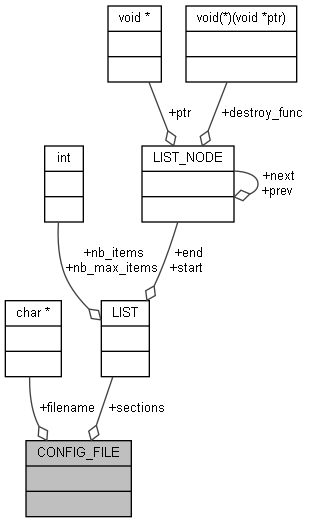 void *
void(*)(void *ptr)
+ptr
+destroy_func
int
LIST_NODE
+next
+prev
+nb_items
+nb_max_items
+end
+start
char *
LIST
+filename
+sections
CONFIG_FILE